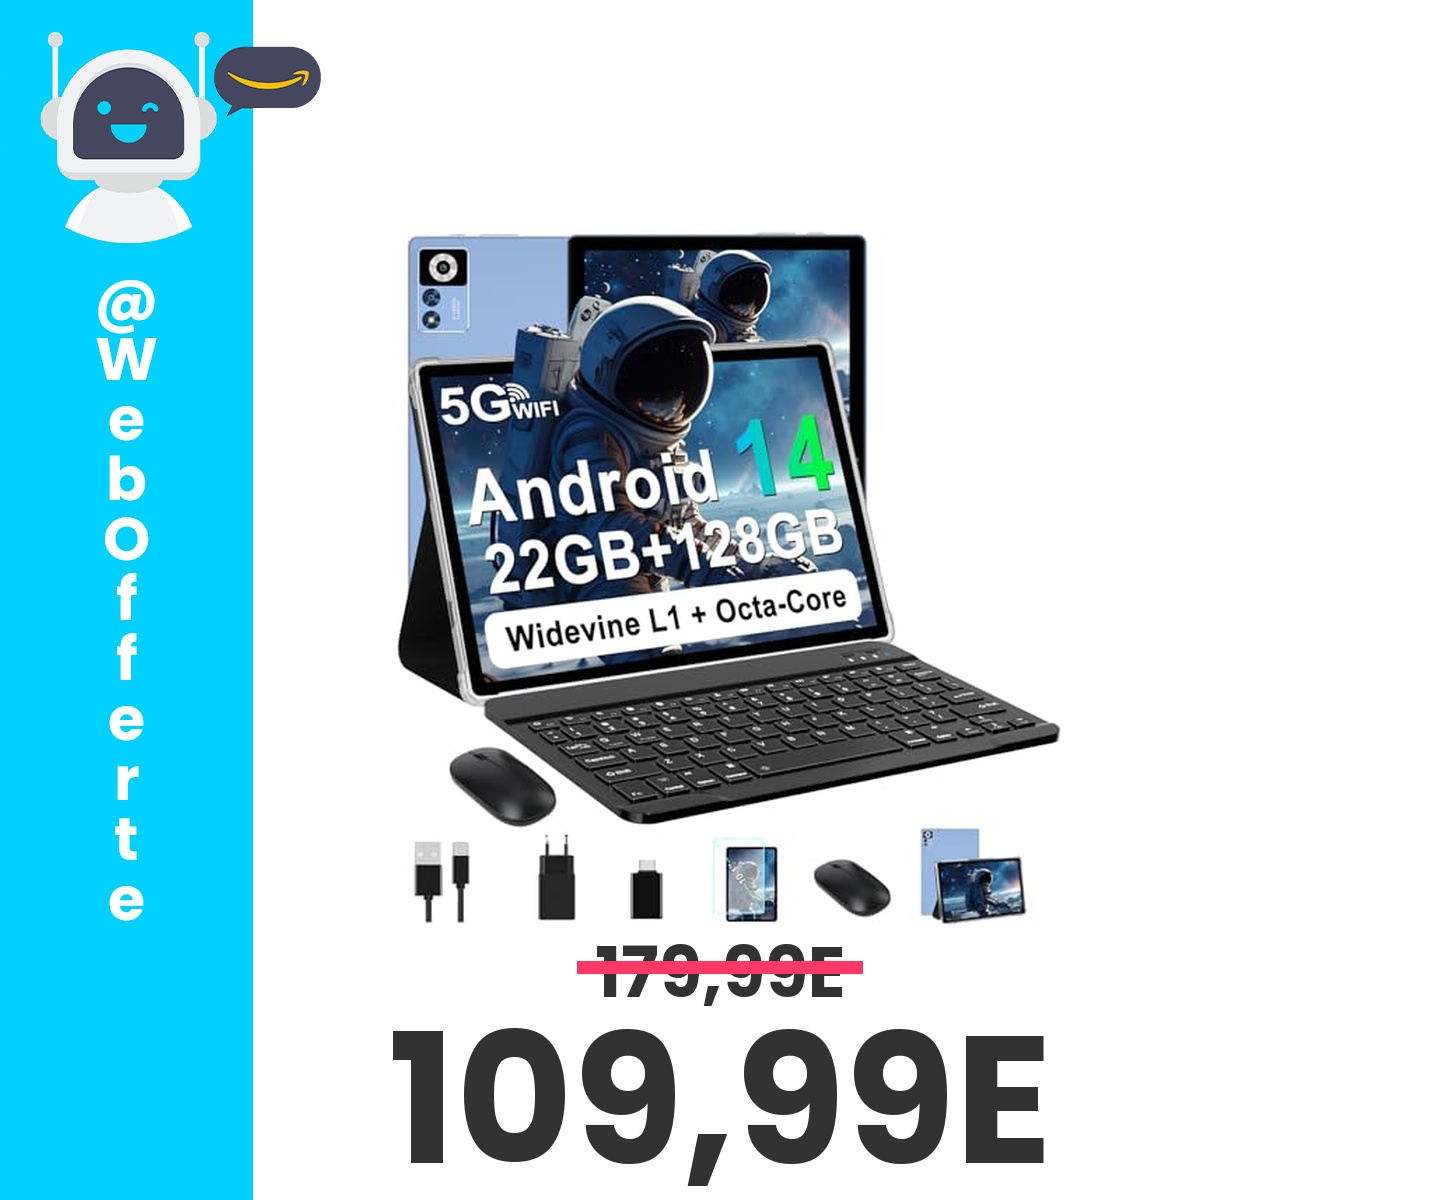 @WebOfferte
5G WIFI
Android 14
22GB+128GB
Widevine L1 + Octa-Core
179,99E
109,99E